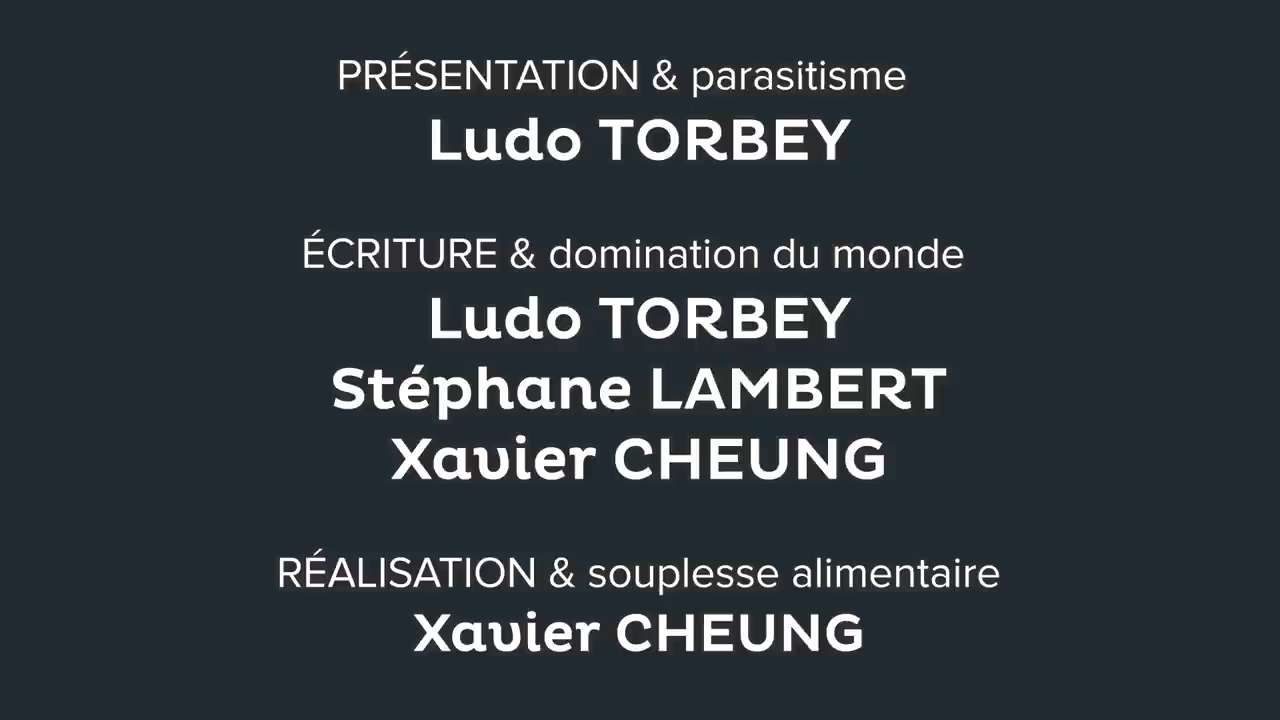 PRÉSENTATION & parasitisme
Ludo TORBEY
ÉCRITURE & domination du monde
Ludo TORBEY
Stéphane LAMBERT
Xavier CHEUNG
RÉALISATION & souplesse alimentaire
Xavier CHEUNG